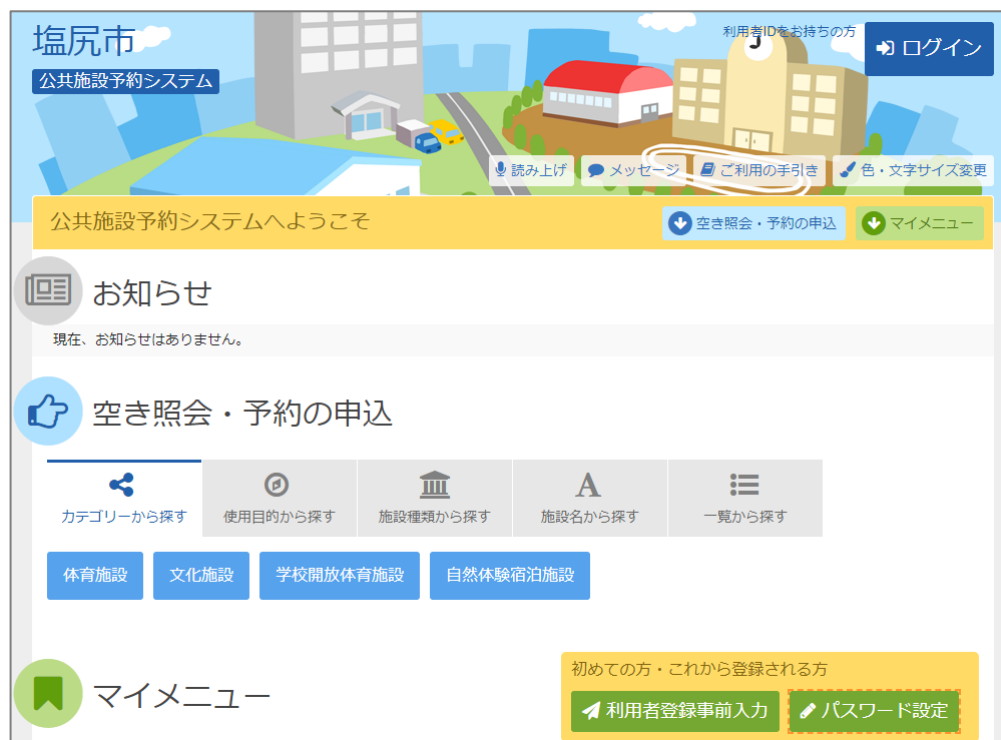 塩尻市
公共施設予約システム
利用者IDをお持ちの方
ログイン
読み上げ
メッセージ
ご利用の手引き
色・文字サイズ変更
公共施設予約システムへようこそ
空き照会・予約の申込
マイメニュー
お知らせ
現在、お知らせはありません。
空き照会・予約の申込
カテゴリーから探す
使用目的から探す
施設種類から探す
A
施設名から探す
一覧から探す
体育施設
文化施設
学校開放体育施設
自然体験宿泊施設
マイメニュー
初めての方・これから登録される方
利用者登録事前入力
パスワード設定